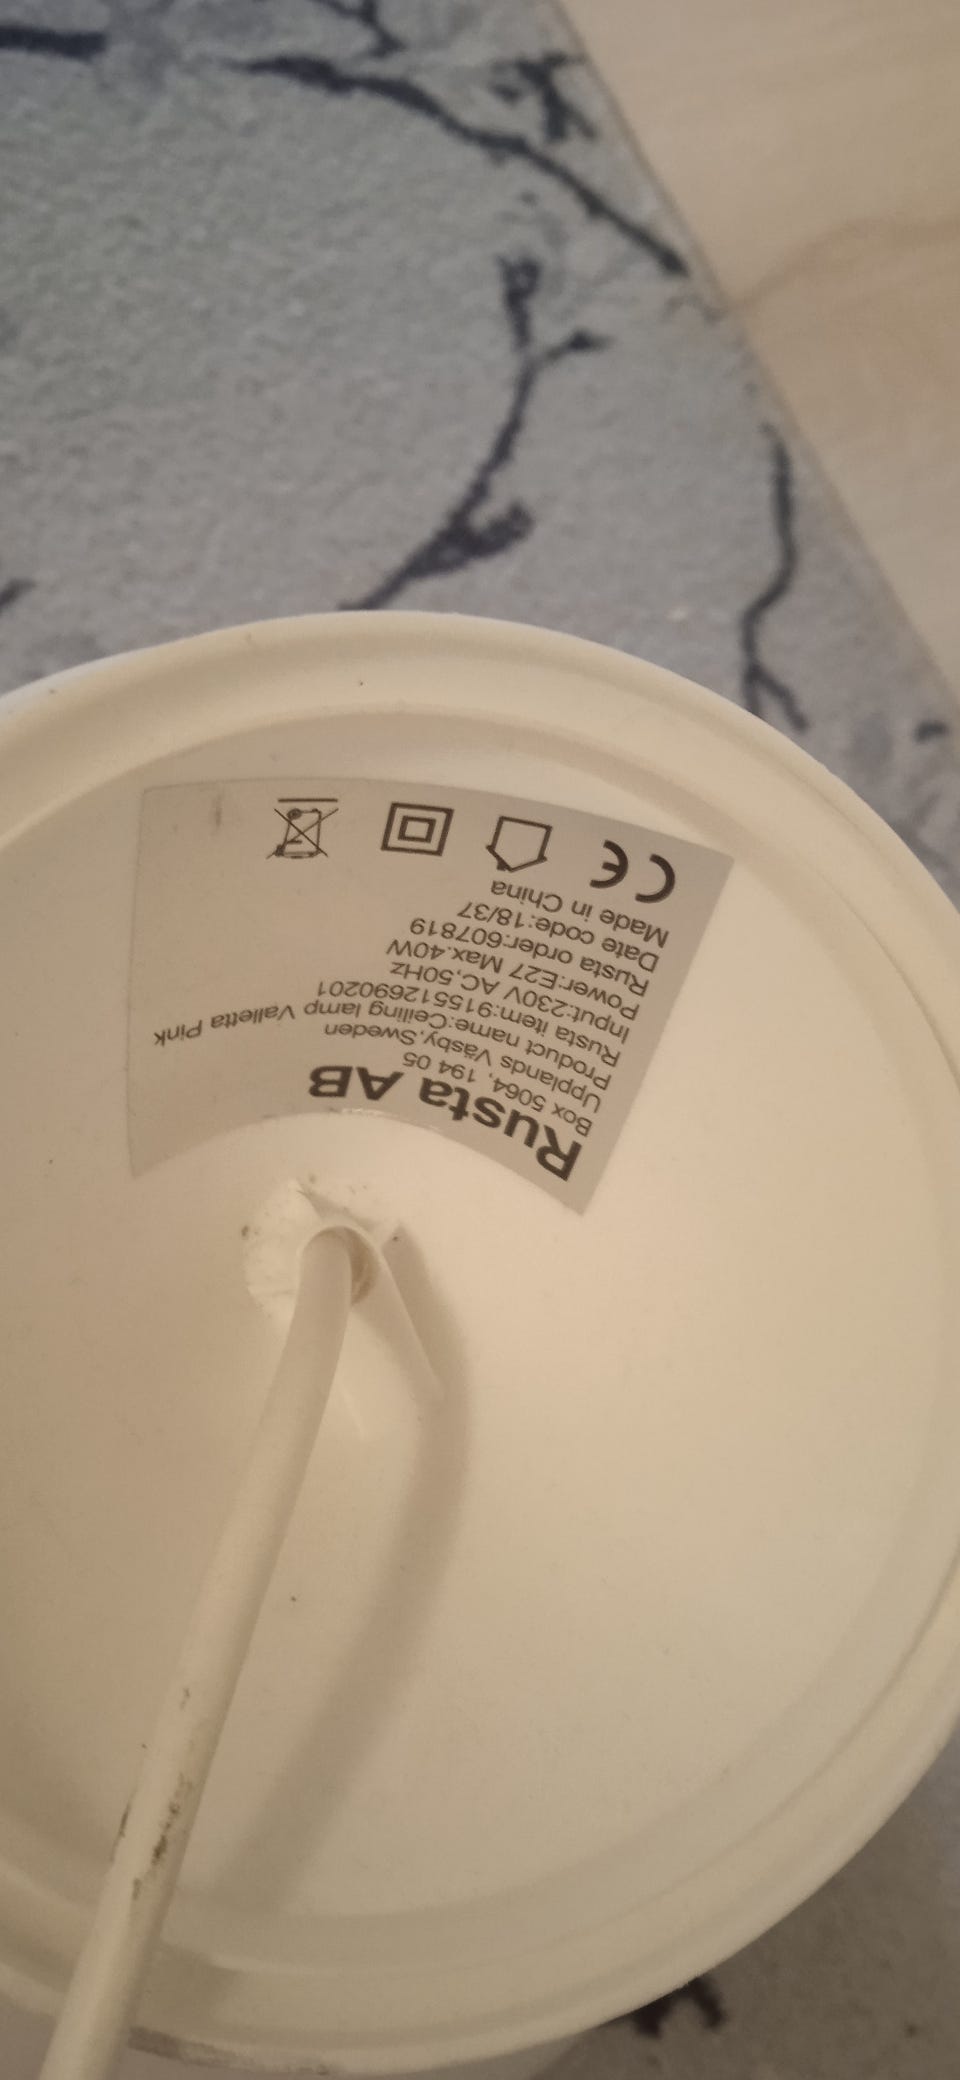 Rusta AB
Box 5064, 194 05
Upplands Väsby,Sweden
Product name:Ceiling lamp Valletta Pink
Rusta item:915512690201
Input:230V AC,50Hz
Power:E27 Max.40W
Rusta order:607819
Date code:18/37
Made in China
CE